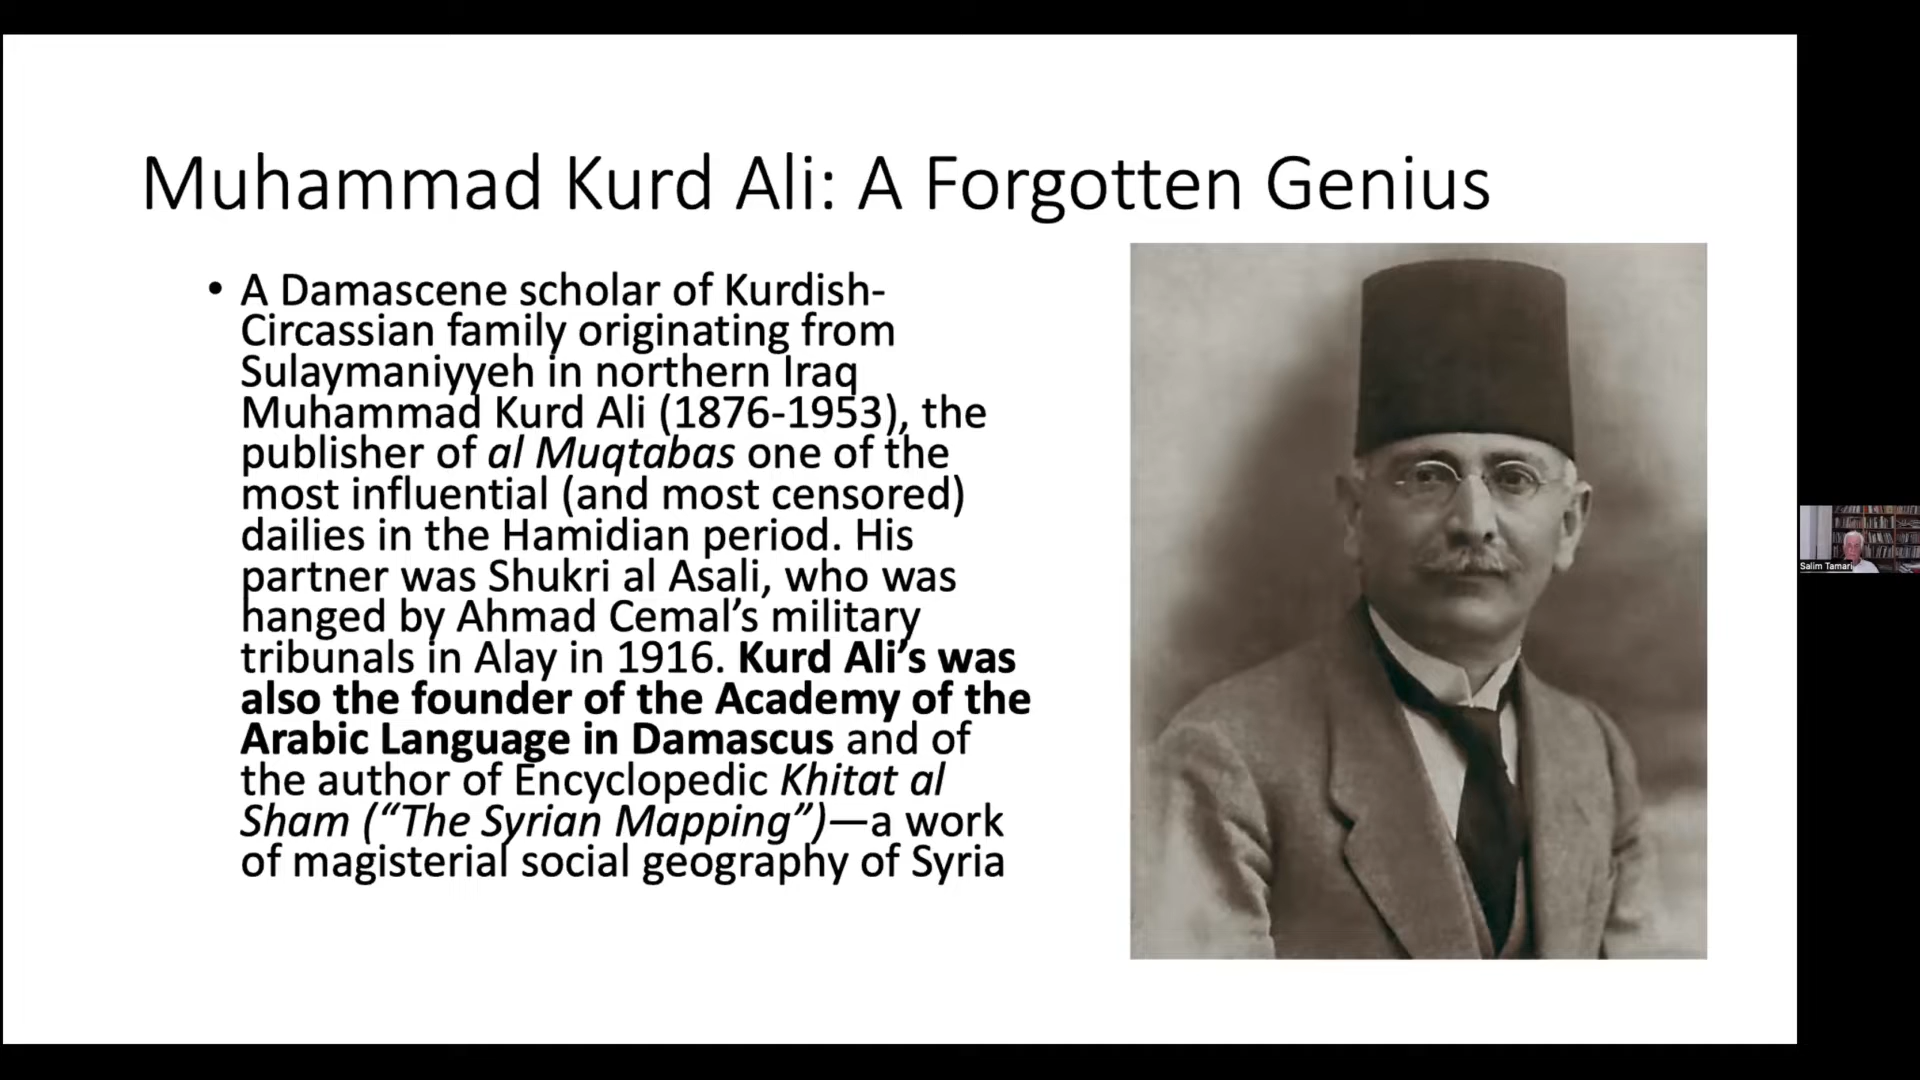 Muhammad Kurd Ali: A Forgotten Genius
• A Damascene scholar of Kurdish-
Circassian family originating from
Sulaymaniyyeh in northern Iraq
Muhammad Kurd Ali (1876-1953), the
publisher of al Muqtabas one of the
most influential (and most censored)
dailies in the Hamidian period. His
partner was Shukri al Asali, who was
hanged by Ahmad Cemal’s military
tribunals in Alay in 1916. Kurd Ali’s was
also the founder of the Academy of the
Arabic Language in Damascus and of
the author of Encyclopedic Khitat al
Sham (“The Syrian Mapping”)—a work
of magisterial social geography of Syria
Salim Tamari